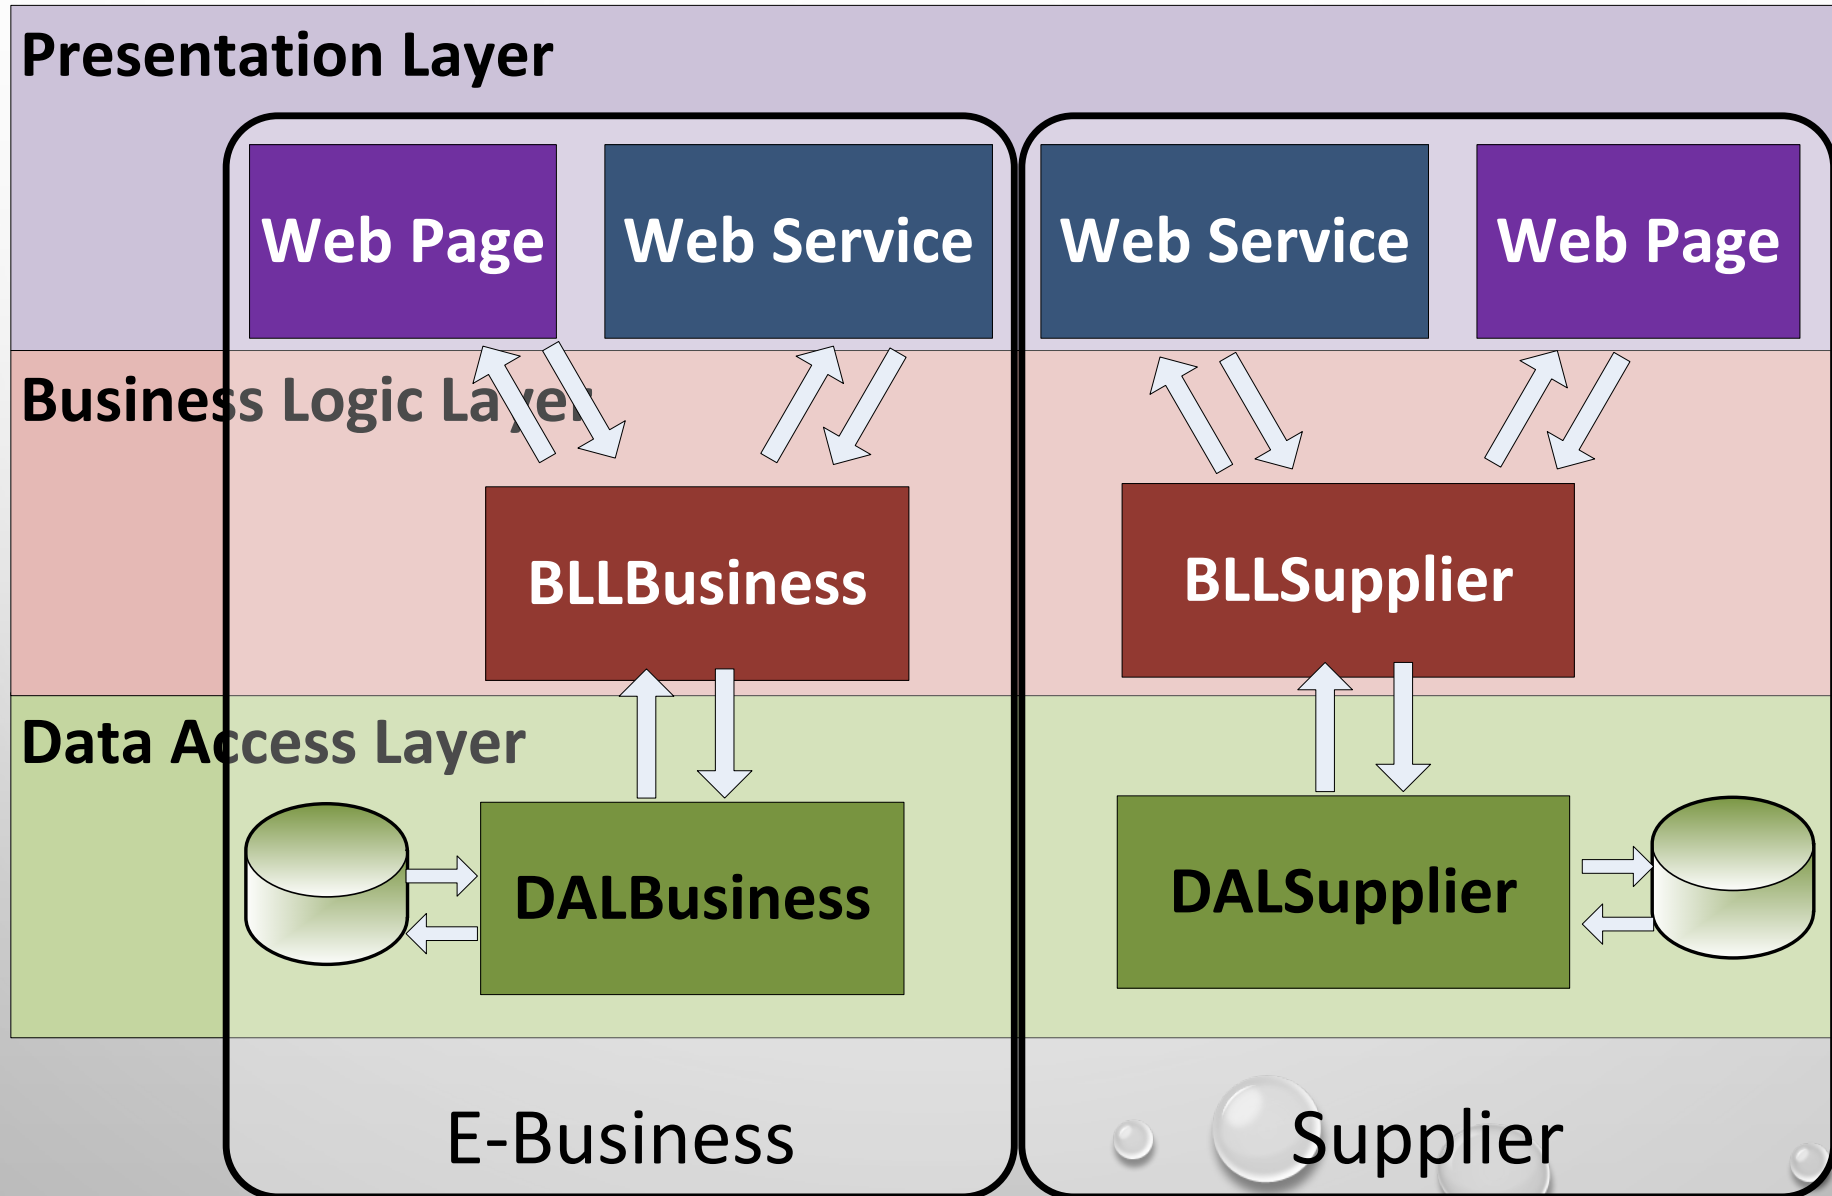 Presentation Layer
Web Page
Web Service
Web Service
Web Page
Business Logic Layer
BLLBusiness
BLLSupplier
Data Access Layer
DALBusiness
DALSupplier
E-Business
Supplier